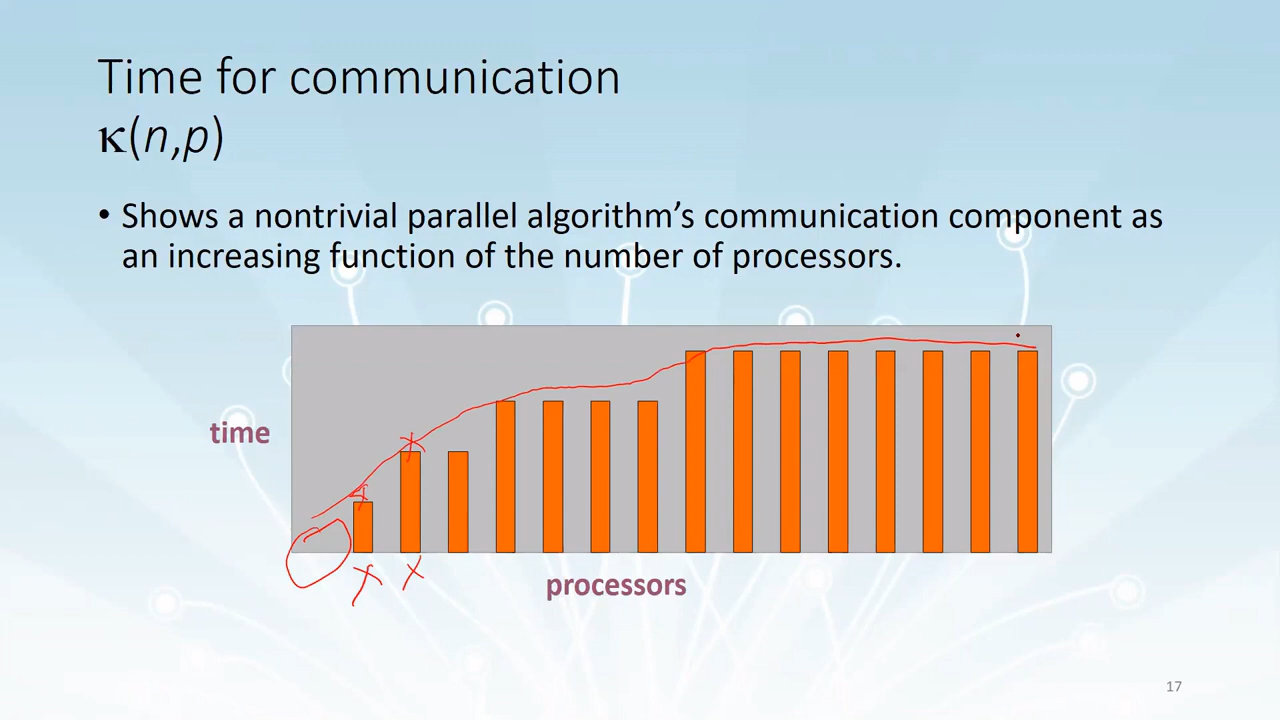 Time for communication
κ(n,p)
• Shows a nontrivial parallel algorithm’s communication component as
an increasing function of the number of processors.
time
processors
17